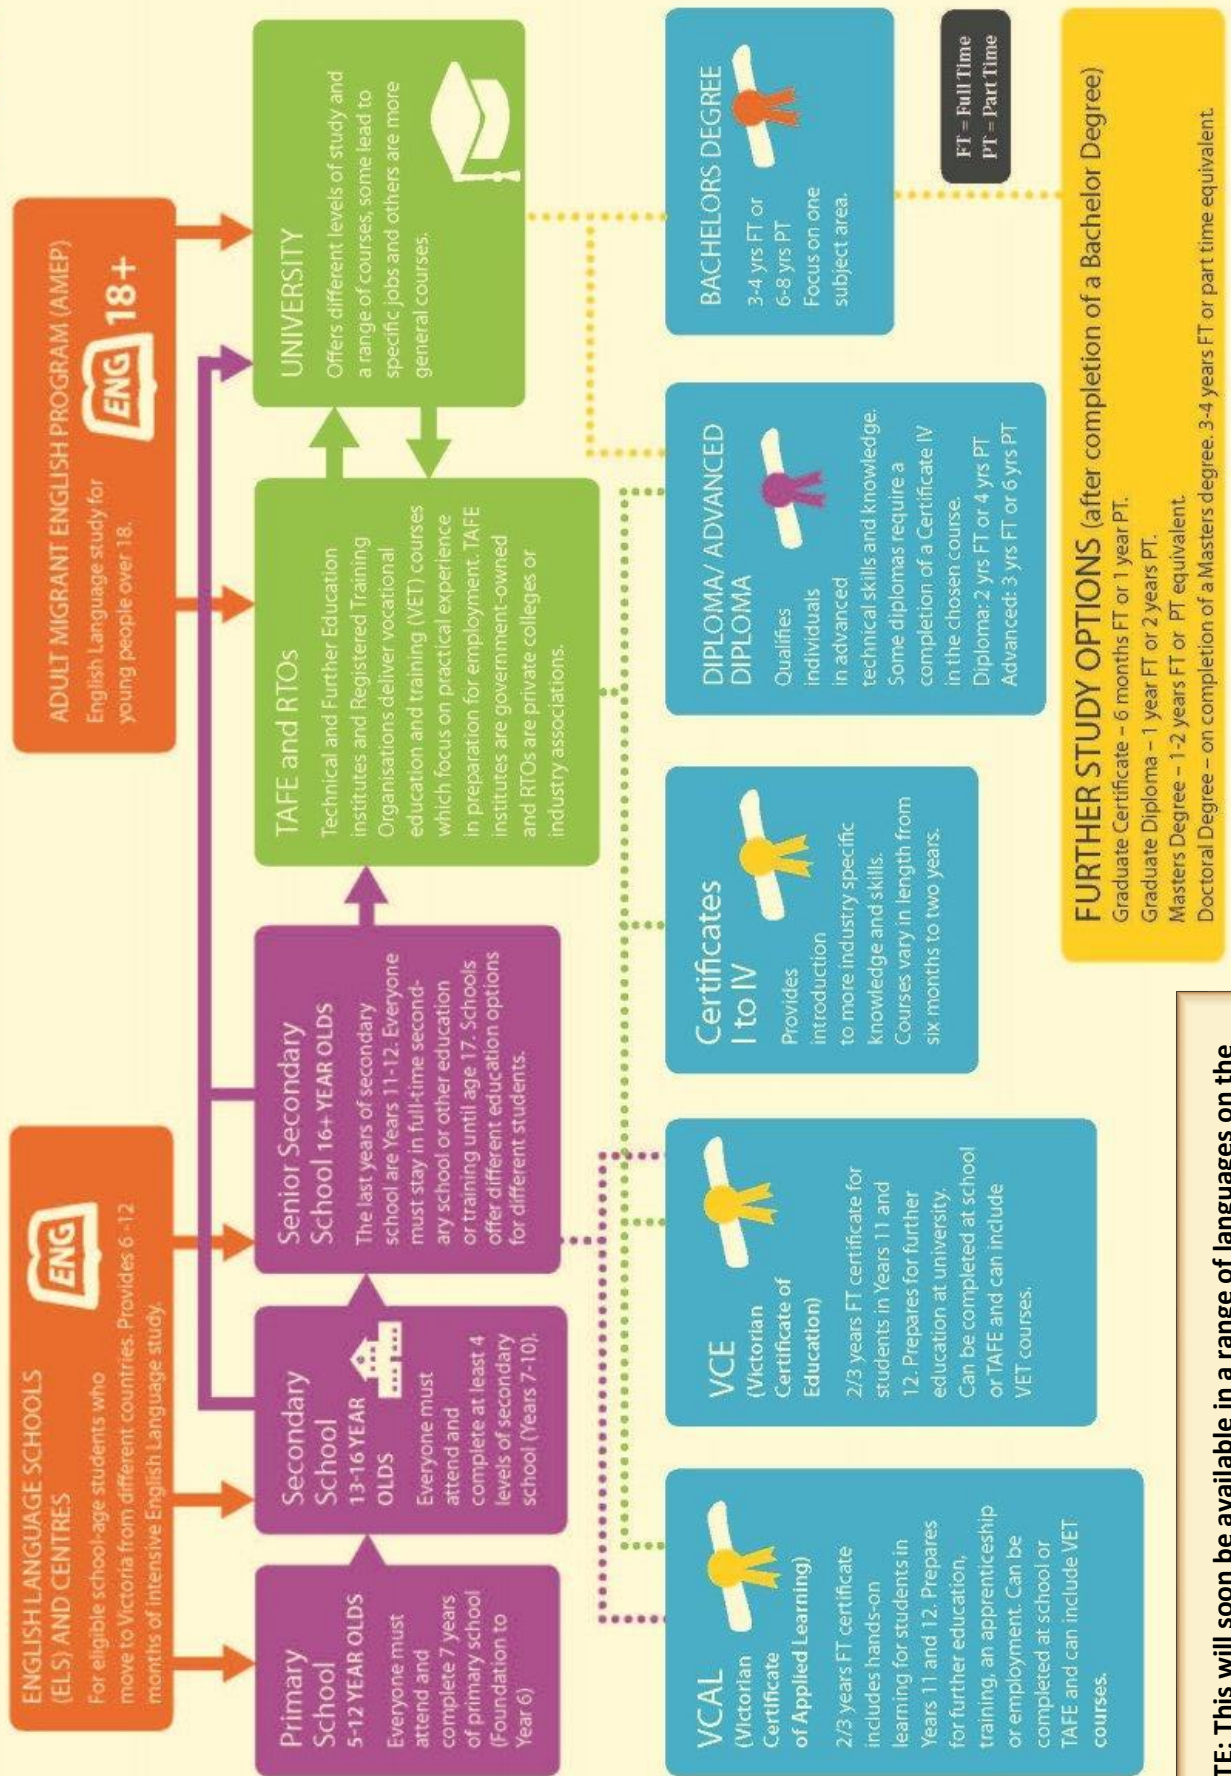 ENGLISH LANGUAGE SCHOOLS
(ELS) AND CENTRES
For eligible school-age students who
move to Victoria from different countries. Provides 6 -12
months of intensive English Language study.
ENG
ADULT MIGRANT ENGLISH PROGRAM (AMEP)
English Language study for
young people over 18.
ENG 18+
Primary
School
5-12 YEAR OLDS
Everyone must
attend and
complete 7 years
of primary school
(Foundation to
Year 6)
Secondary
School
13-16 YEAR
OLDS
Everyone must
attend and
complete at least 4
levels of secondary
school (Years 7-10).
Senior Secondary
School 16+ YEAR OLDS
The last years of secondary
school are Years 11-12. Everyone
must stay in full-time second-
ary school or other education
or training until age 17. Schools
offer different education options
for different students.
TAFE and RTOs
Technical and Further Education
institutes and Registered Training
Organisations deliver vocational
education and training (VET) courses
which focus on practical experience
in preparation for employment. TAFE
institutes are government-owned
and RTOs are private colleges or
industry associations.
UNIVERSITY
Offers different levels of study and
a range of courses, some lead to
specific jobs and others are more
general courses.
VCAL
(Victorian
Certificate
of Applied Learning)
2/3 years FT certificate
includes hands-on
learning for students in
Years 11 and 12. Prepares
for further education,
training, an apprenticeship
or employment. Can be
completed at school or
TAFE and can include VET
courses.
VCE
(Victorian
Certificate of
Education)
2/3 years FT certificate for
students in Years 11 and
12. Prepares for further
education at university.
Can be completed at school
or TAFE and can include
VET courses.
Certificates
I to IV
Provides
introduction
to more industry specific
knowledge and skills.
Courses vary in length from
six months to two years.
DIPLOMA/ ADVANCED
DIPLOMA
Qualifies
individuals
in advanced
technical skills and knowledge.
Some diplomas require a
completion of a Certificate IV
in the chosen course.
Diploma: 2 yrs FT or 4 yrs PT
Advanced: 3 yrs FT or 6 yrs PT
BACHELORS DEGREE
3-4 yrs FT or
6-8 yrs PT
Focus on one
subject area.
FT = Full Time
PT = Part Time
FURTHER STUDY OPTIONS (after completion of a Bachelor Degree)
Graduate Certificate – 6 months FT or 1 year PT.
Graduate Diploma – 1 year FT or 2 years PT.
Masters Degree – 1-2 years FT or PT equivalent.
Doctoral Degree – on completion of a Masters degree. 3-4 years FT or part time equivalent.
TE: This will soon be available in a range of languages on the